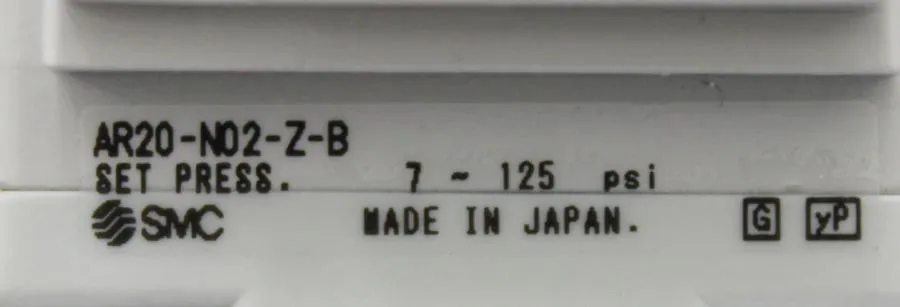 AR20-N02-Z-B
SET PRESS. 7 ~ 125 psi
SMC MADE IN JAPAN. G yP